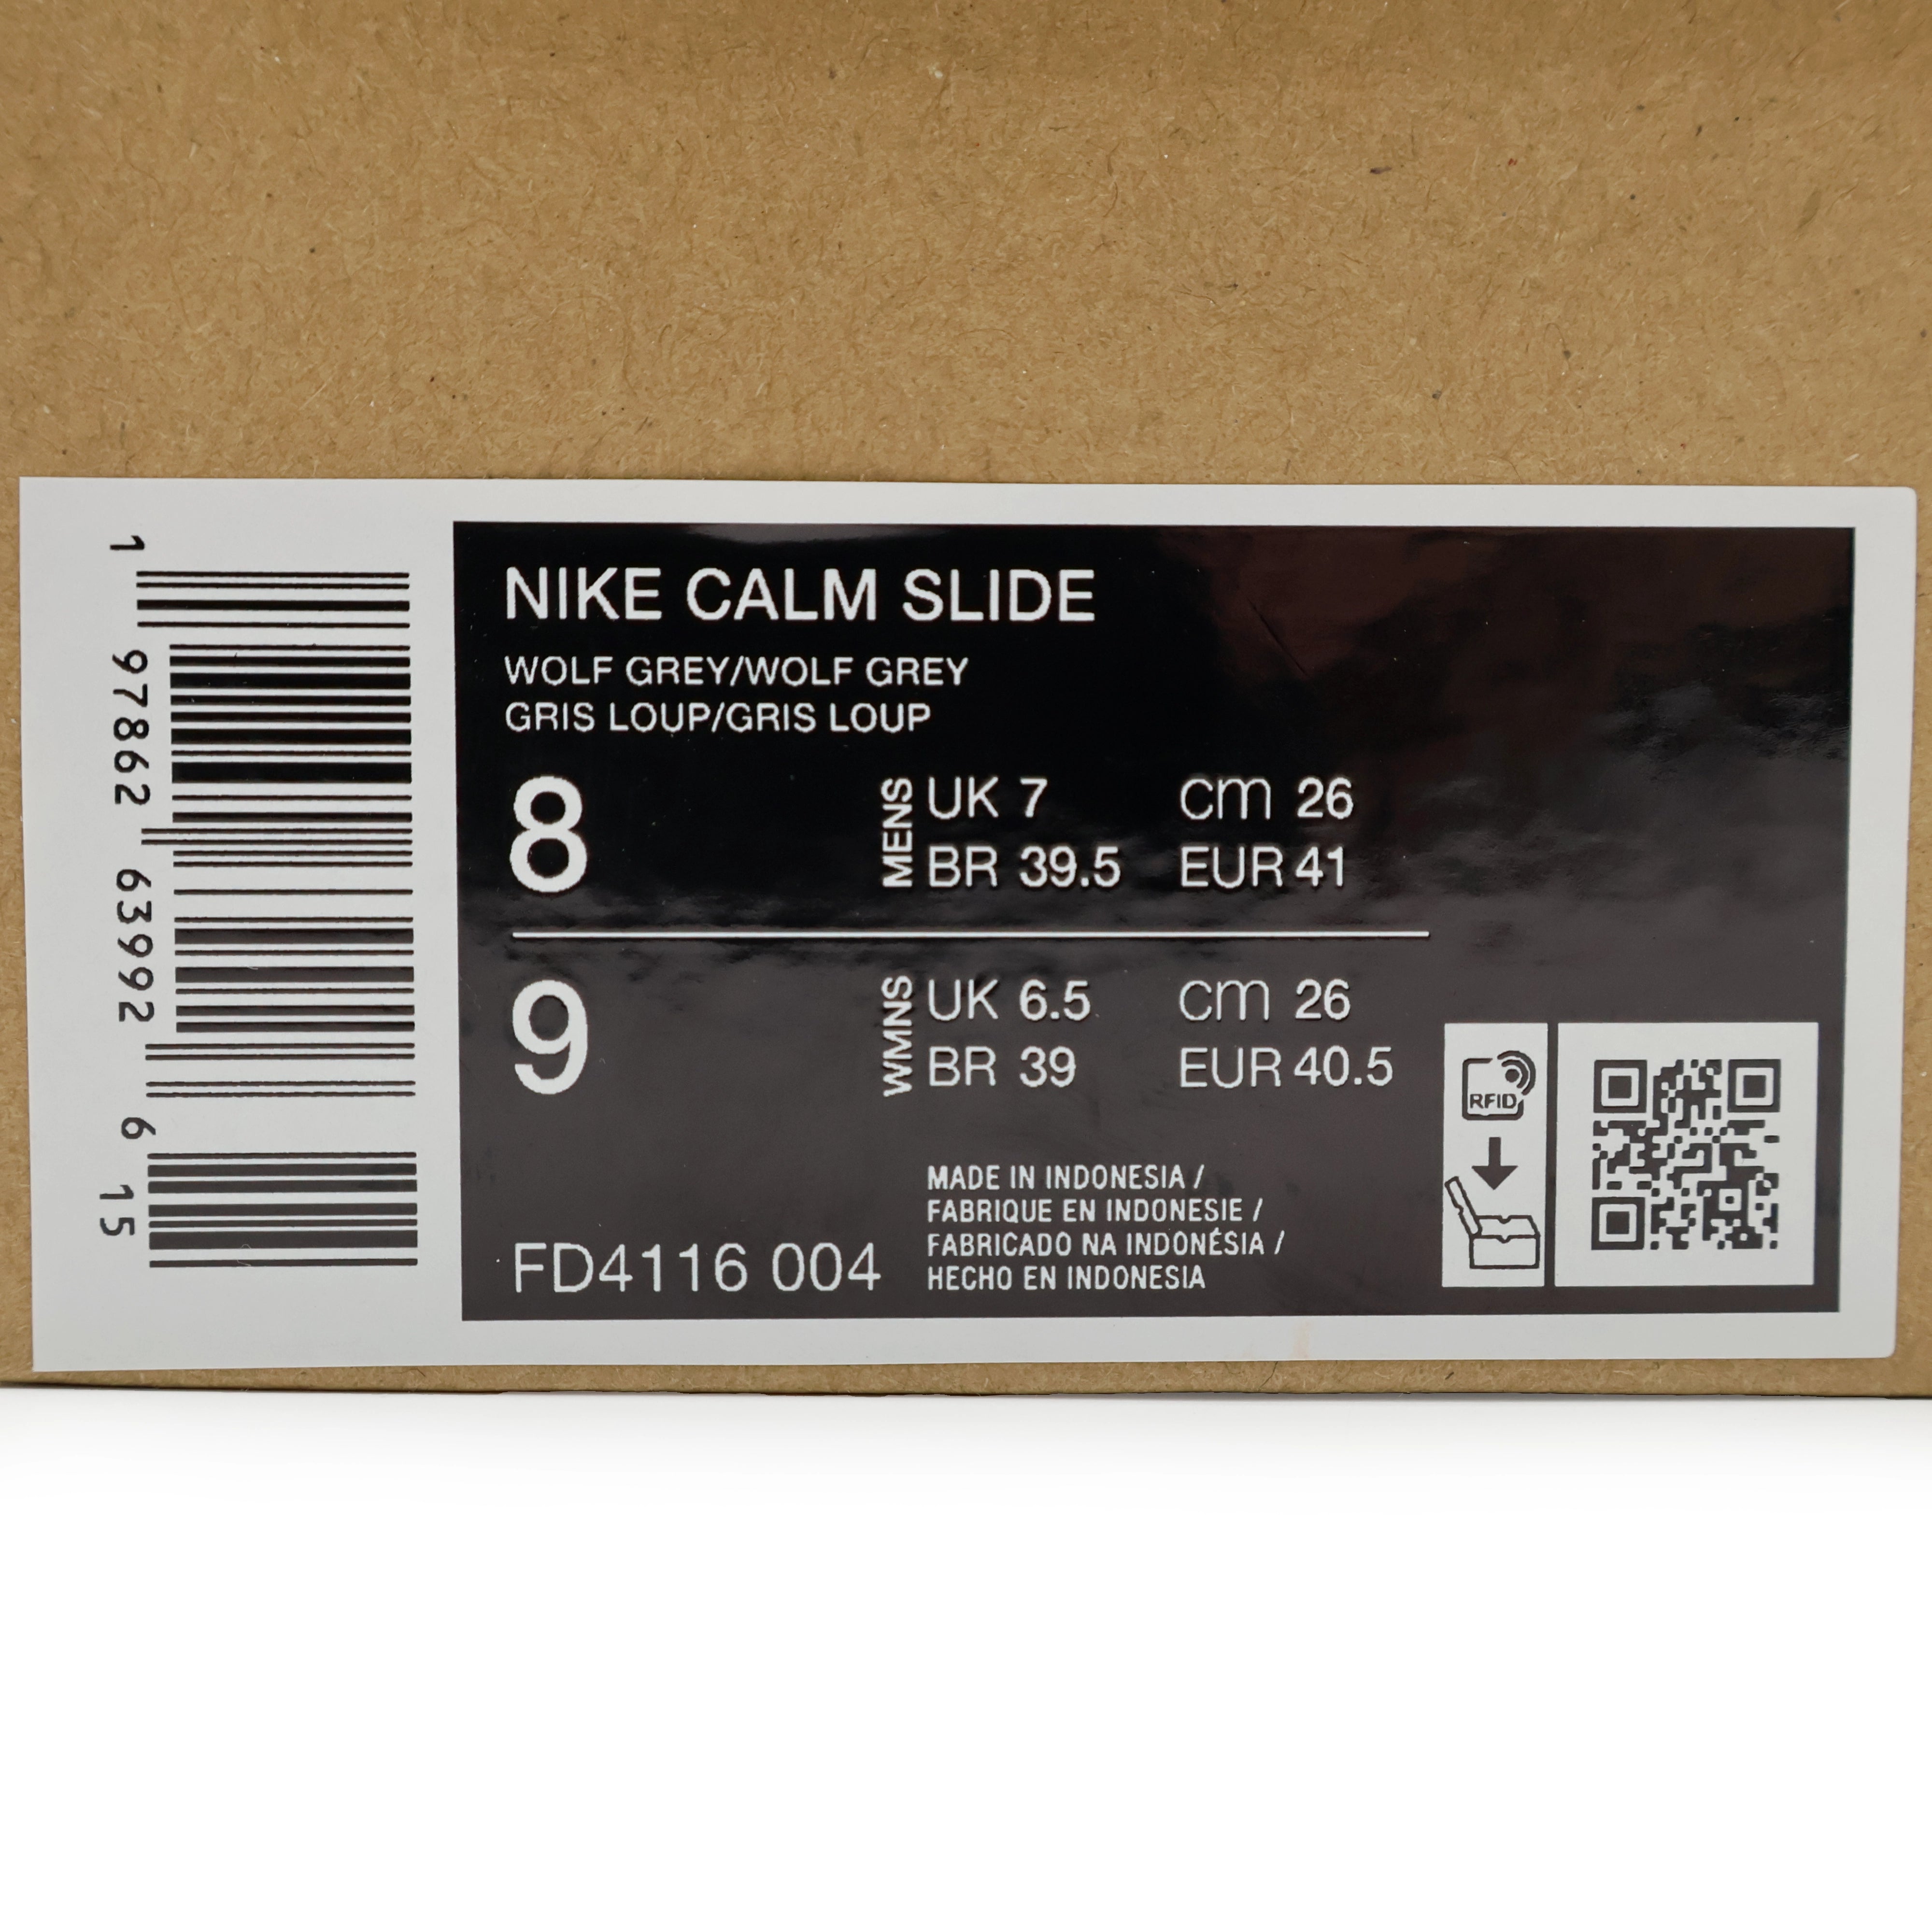 1 97862 63992 6 15
NIKE CALM SLIDE
WOLF GREY/WOLF GREY
GRIS LOUP/GRIS LOUP
8 MENS UK 7 CM 26
BR 39.5 EUR 41
9 WMNS UK 6.5 CM 26
BR 39 EUR 40.5
RFID
MADE IN INDONESIA /
FABRIQUE EN INDONESIE /
FABRICADO NA INDONÉSIA /
HECHO EN INDONESIA
FD4116 004